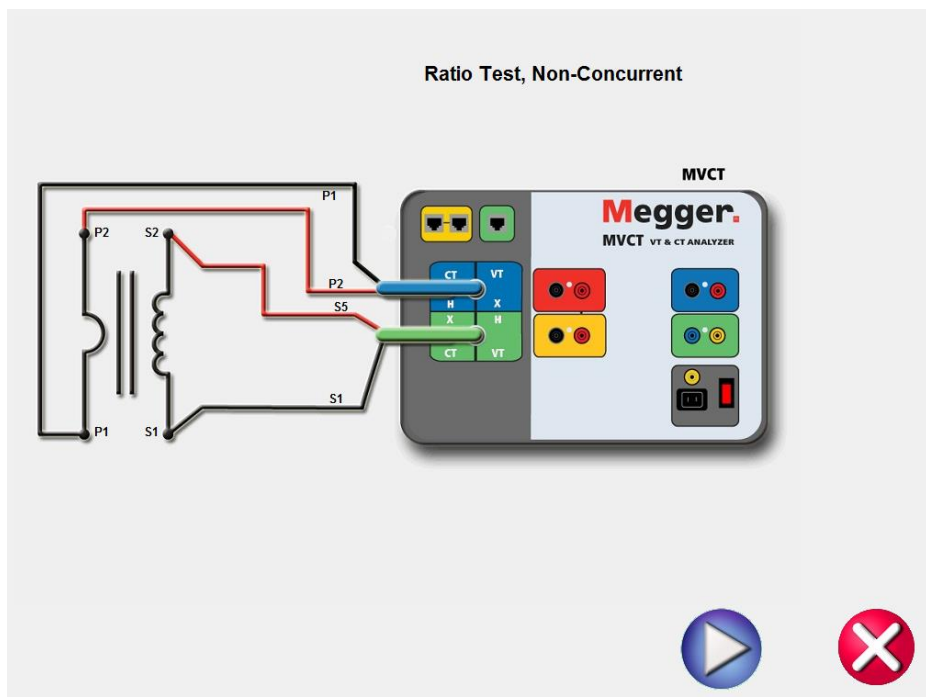 Ratio Test, Non-Concurrent
MVCT
Megger.
MVCT VT & CT ANALYZER
P1
P2 S2
CT VT
P2
H X
S5
X H
CT VT
S1
P1 S1